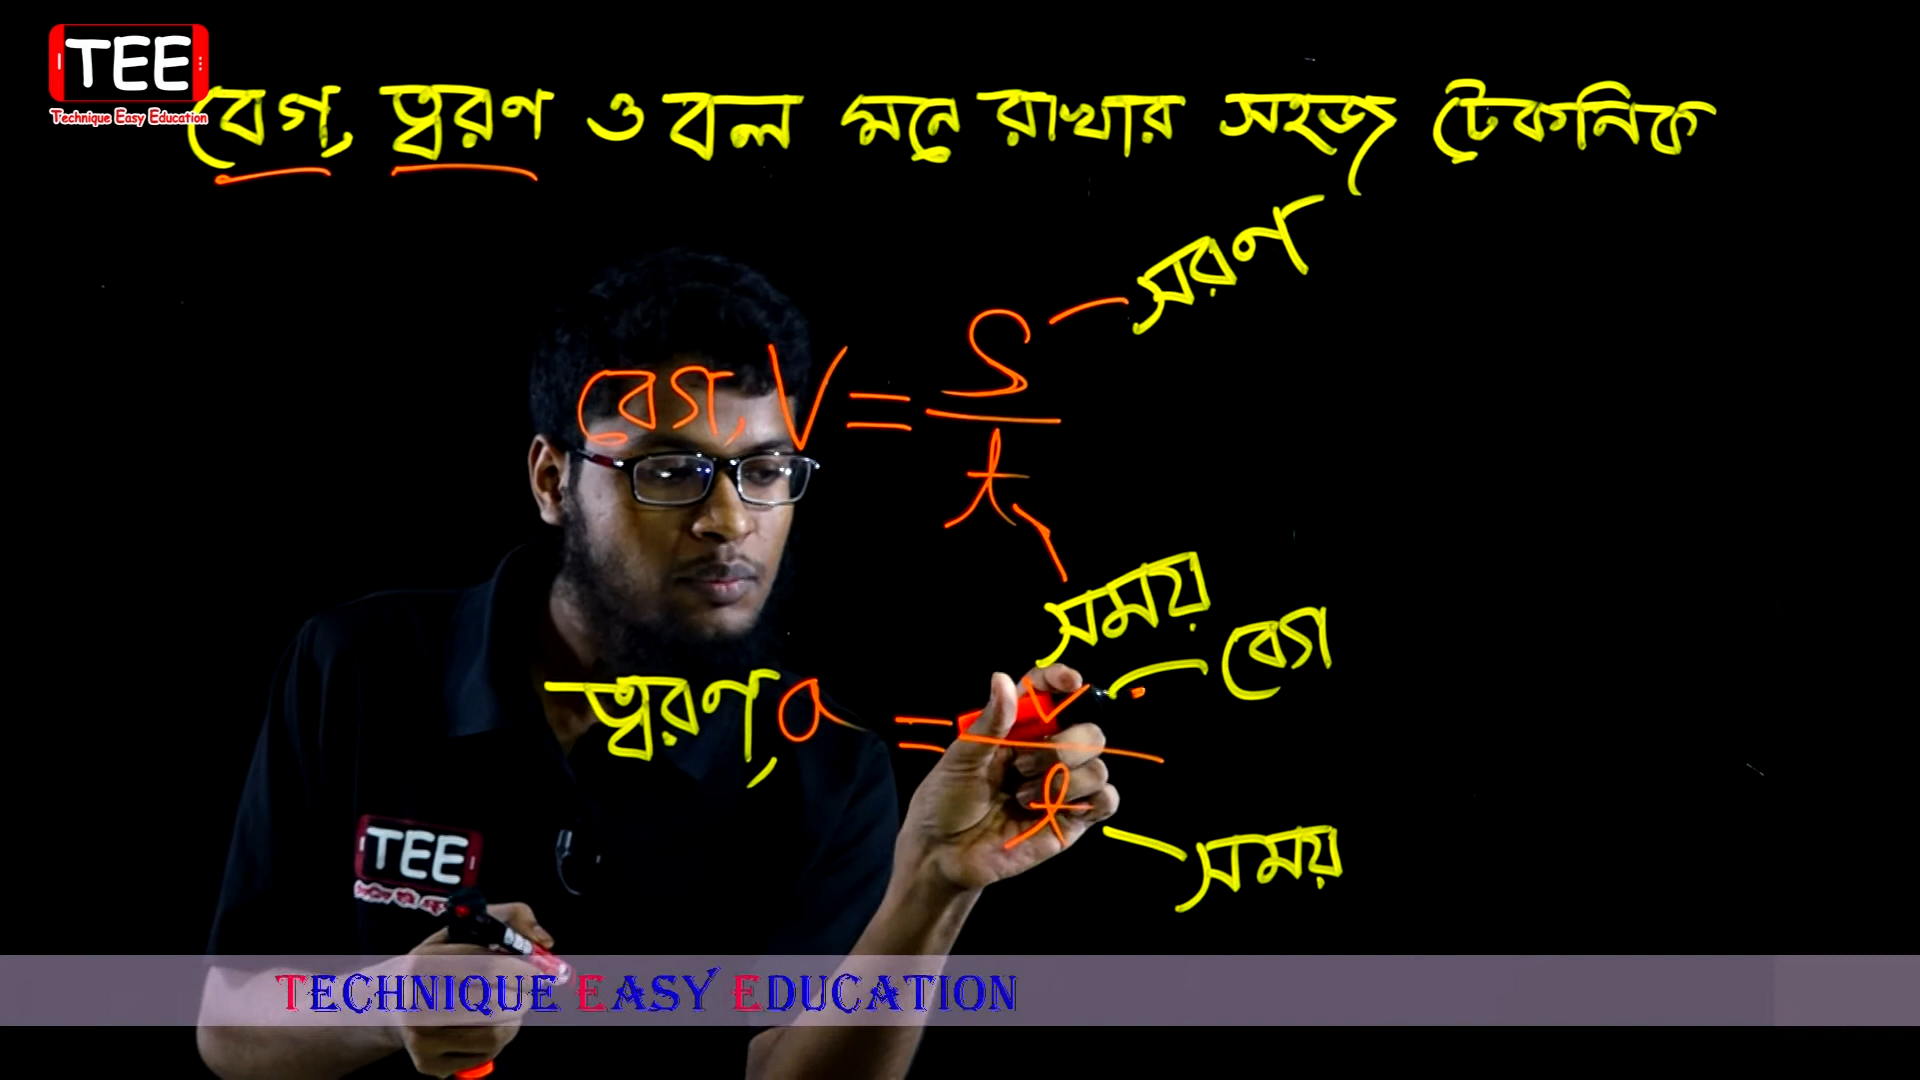 TEE
Technique Easy Education
বেগ, ত্বরণ ও বল মনে রাখার সহজ টেকনিক
সরণ
বেগ, V = S
t
সময়
বেগ
ত্বরণ, a = V
t
সময়
TEE
TECHNIQUE EASY EDUCATION